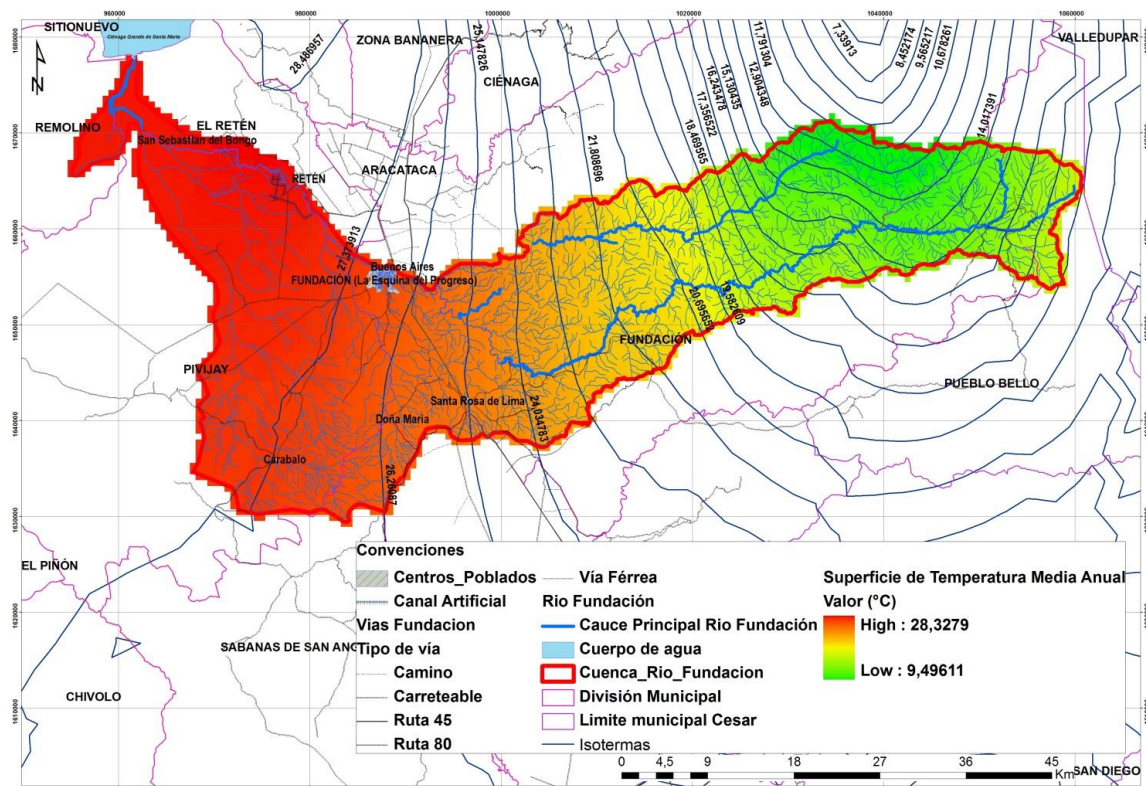 960000
980000
1000000
1020000
1040000
1060000
SITIONUEVO
Ciénaga Grande de Santa Marta
ZONA BANANERA
VALLEDUPAR
1680000
N
28,486957
25,147826
CIÉNAGA
11,791304
7,33913
8,452174
9,565217
10,678261
12,904348
15,130435
16,243478
17,356522
18,469565
14,017391
REMOLINO
EL RETÉN
San Sebastian del Bongo
1670000
21,808696
ARACATACA
RETÉN
1660000
27,373913
Buenos Aires
FUNDACIÓN (La Esquina del Progreso)
20,695652
19,582609
FUNDACIÓN
PIVIJAY
PUEBLO BELLO
Santa Rosa de Lima
24,034783
Doña Maria
1640000
Carabalo
26,26087
1630000
EL PIÑÓN
SABANAS DE SAN ANG
CHIVOLO
1620000
1610000
Convenciones
Centros_Poblados
Canal Artificial
Vias Fundacion
Tipo de vía
Camino
Carreteable
Ruta 45
Ruta 80
Vía Férrea
Rio Fundación
Cauce Principal Rio Fundación
Cuerpo de agua
Cuenca_Rio_Fundacion
División Municipal
Limite municipal Cesar
Isotermas
Superficie de Temperatura Media Anual
Valor (°C)
High : 28,3279
Low : 9,49611
0 4,5 9 18 27 36 45
Km
SAN DIEGO